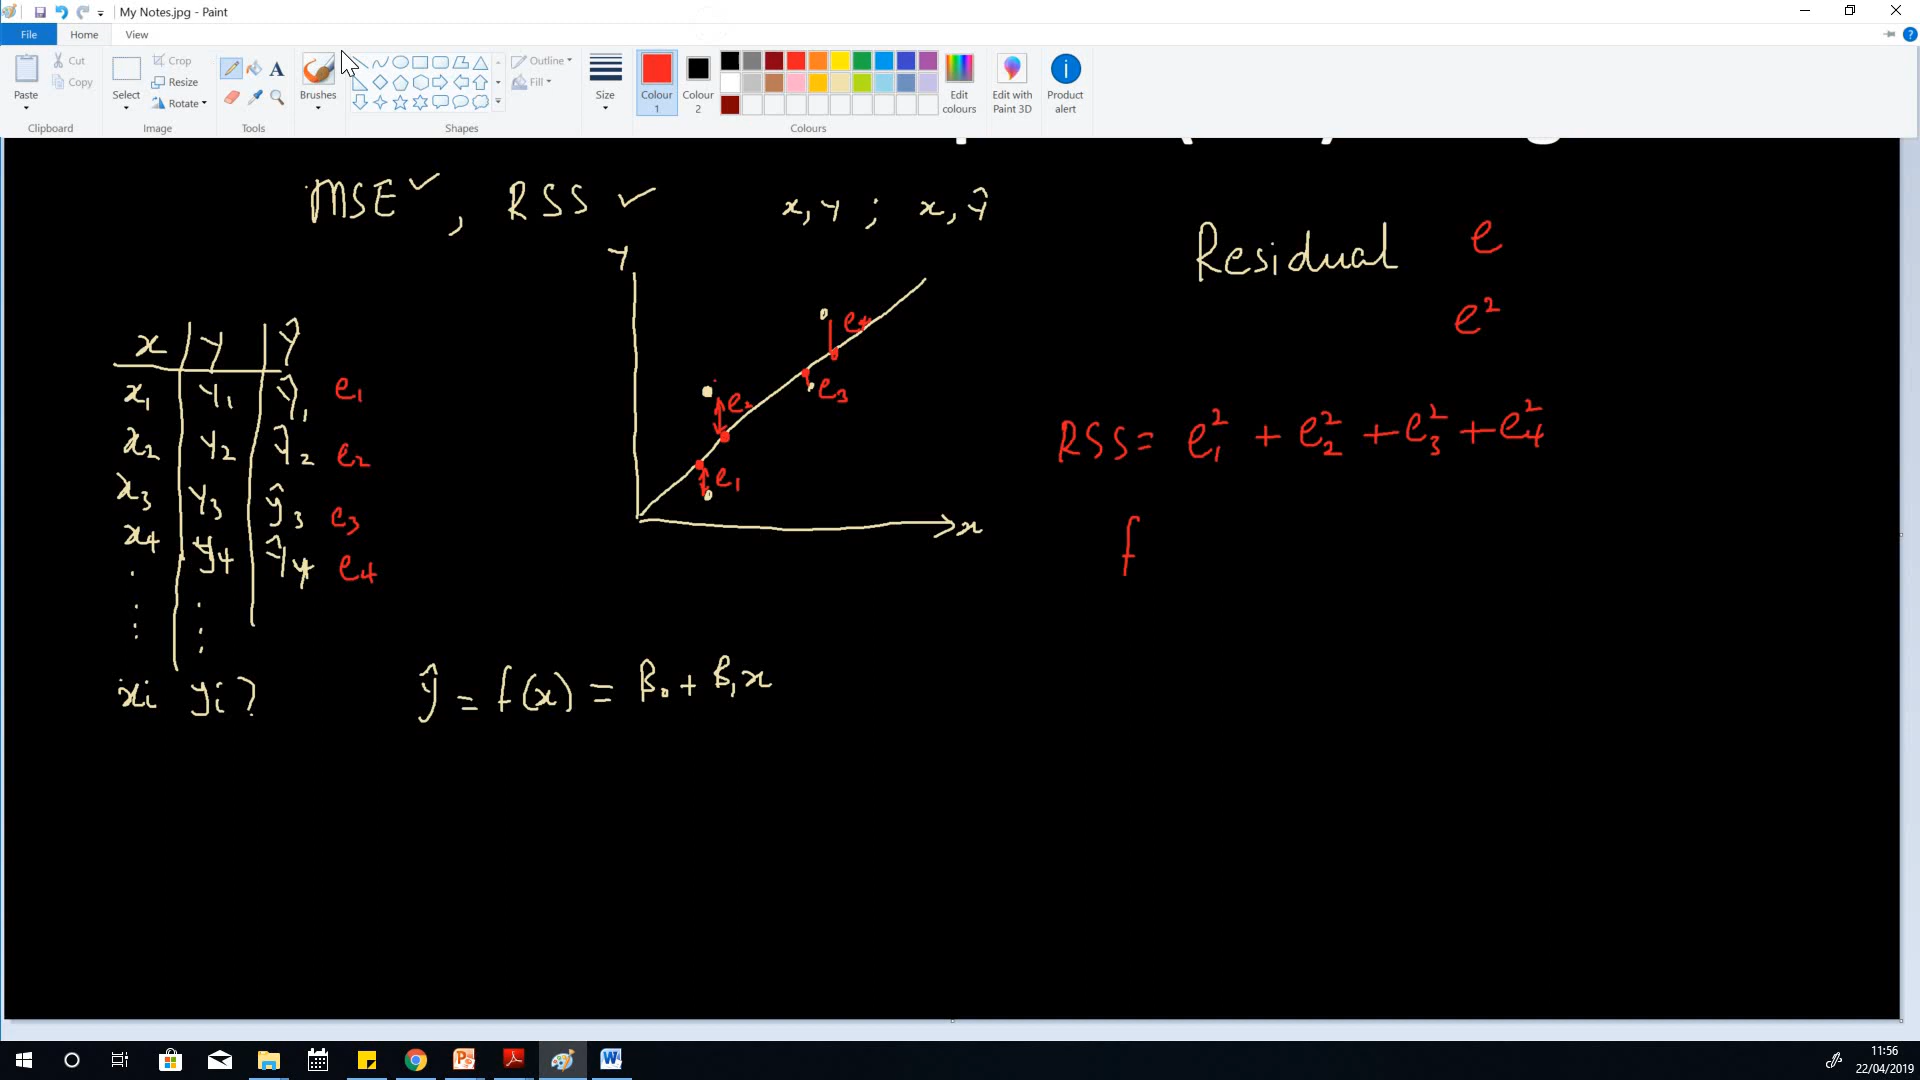 My Notes.jpg - Paint
File Home View
Paste
Cut
Copy
Clipboard
Select
Crop
Resize
Rotate
Image
A
Tools
Brushes
Outline
Fill
Shapes
Size
Colour 1
Colour 2
Edit colours
Colours
Edit with Paint 3D
Product alert
MSE ✓, RSS ✓
x, y ; x, ŷ
Residual e
e²
y
x
e₁
e₂
e₃
e₄
x y ŷ
x₁ y₁ ŷ₁ e₁
x₂ y₂ ŷ₂ e₂
x₃ y₃ ŷ₃ e₃
x₄ y₄ ŷ₄ e₄
xi yi ?
RSS = e₁² + e₂² + e₃² + e₄²
f
ŷ = f(x) = β₀ + β₁x
11:56
22/04/2019